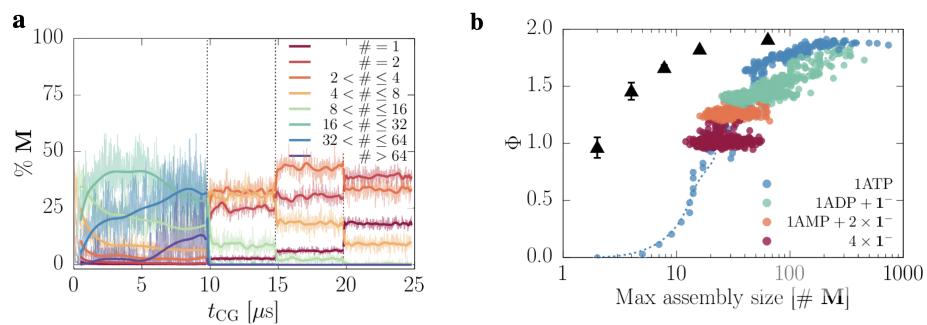 a
% M
100
75
50
25
0
# = 1
# = 2
2 < # ≤ 4
4 < # ≤ 8
8 < # ≤ 16
16 < # ≤ 32
32 < # ≤ 64
# > 64
0 5 10 15 20 25
t_CG [μs]
b
Φ
2.0
1.5
1.0
0.5
0.0
1ATP
1ADP + 1⁻
1AMP + 2 × 1⁻
4 × 1⁻
1 10 100 1000
Max assembly size [# M]